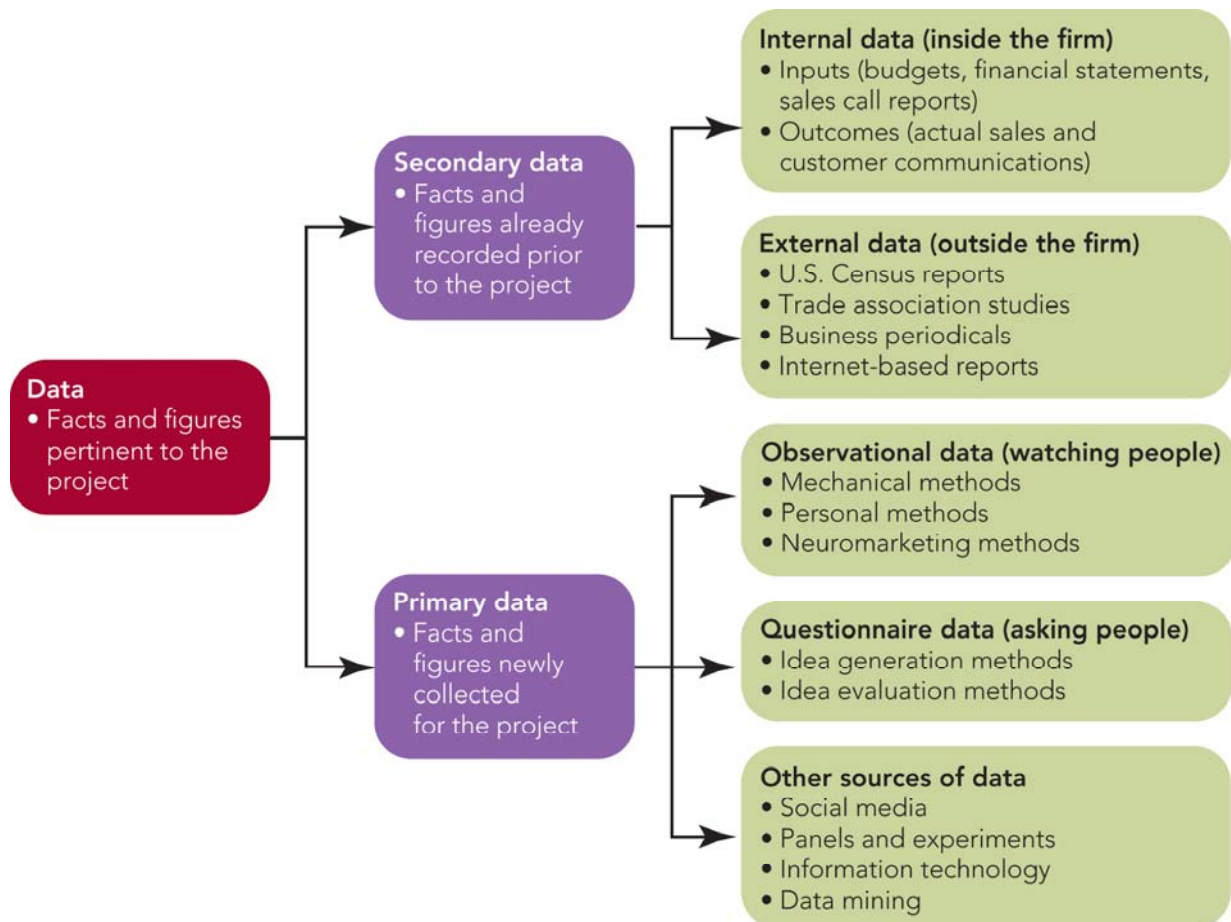 Data
• Facts and figures
pertinent to the
project
Secondary data
• Facts and
figures already
recorded prior
to the project
Primary data
• Facts and
figures newly
collected
for the project
Internal data (inside the firm)
• Inputs (budgets, financial statements,
sales call reports)
• Outcomes (actual sales and
customer communications)
External data (outside the firm)
• U.S. Census reports
• Trade association studies
• Business periodicals
• Internet-based reports
Observational data (watching people)
• Mechanical methods
• Personal methods
• Neuromarketing methods
Questionnaire data (asking people)
• Idea generation methods
• Idea evaluation methods
Other sources of data
• Social media
• Panels and experiments
• Information technology
• Data mining